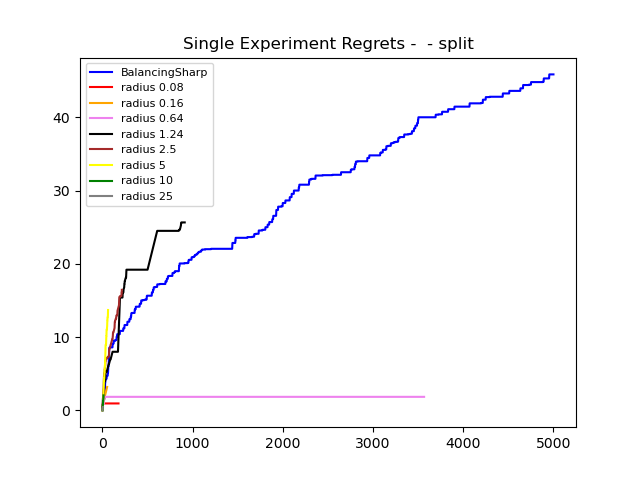 Single Experiment Regrets -  - split
BalancingSharp
radius 0.08
radius 0.16
radius 0.64
radius 1.24
radius 2.5
radius 5
radius 10
radius 25
40
30
20
10
0
0 1000 2000 3000 4000 5000